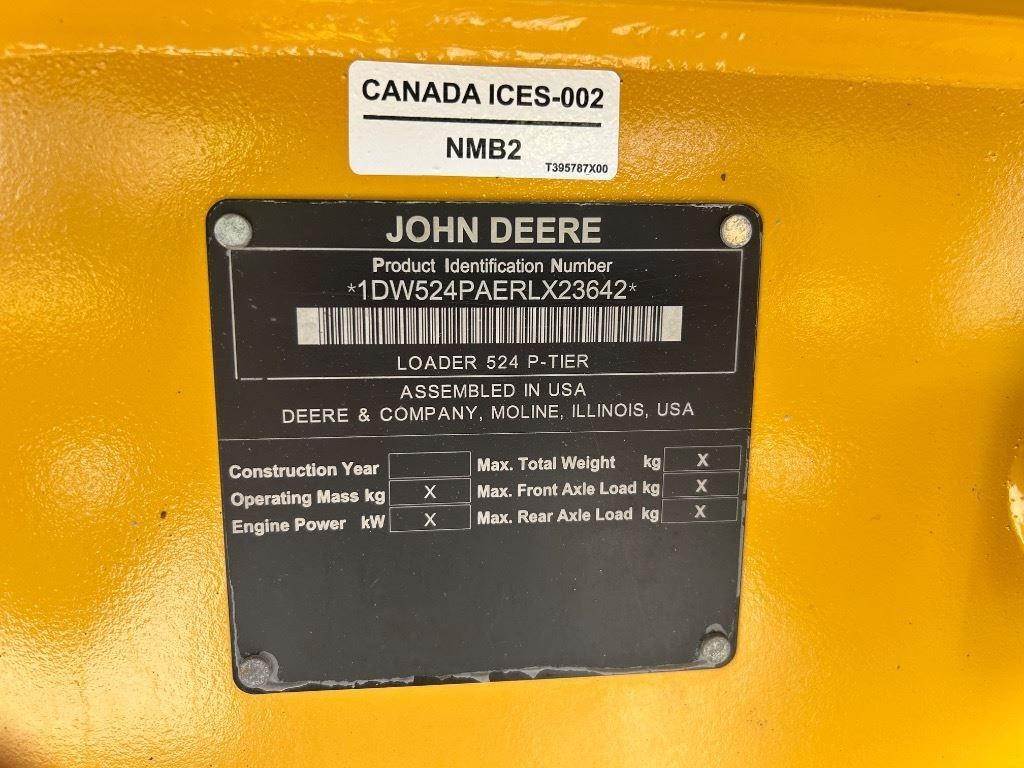 CANADA ICES-002
NMB2
T395787X00
JOHN DEERE
Product Identification Number
*1DW524PAERLX23642*
LOADER 524 P-TIER
ASSEMBLED IN USA
DEERE & COMPANY, MOLINE, ILLINOIS, USA
Construction Year
Operating Mass kg X
Engine Power kW X
Max. Total Weight kg X
Max. Front Axle Load kg X
Max. Rear Axle Load kg X